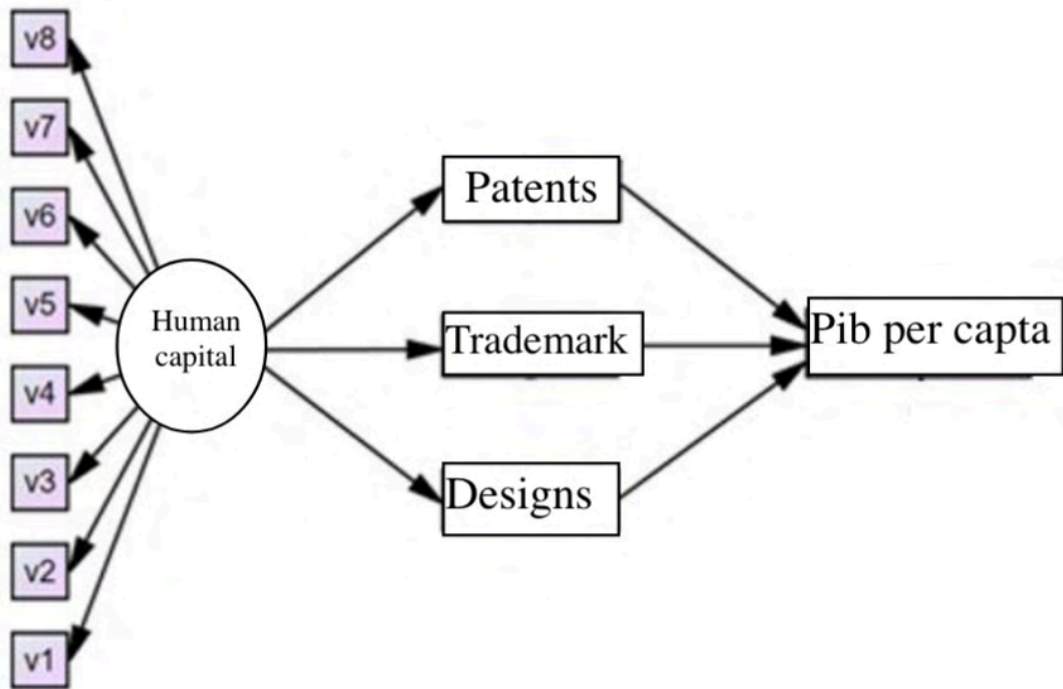 v8
v7
v6
v5
v4
v3
v2
v1
Human
capital
Patents
Trademark
Designs
Pib per capta